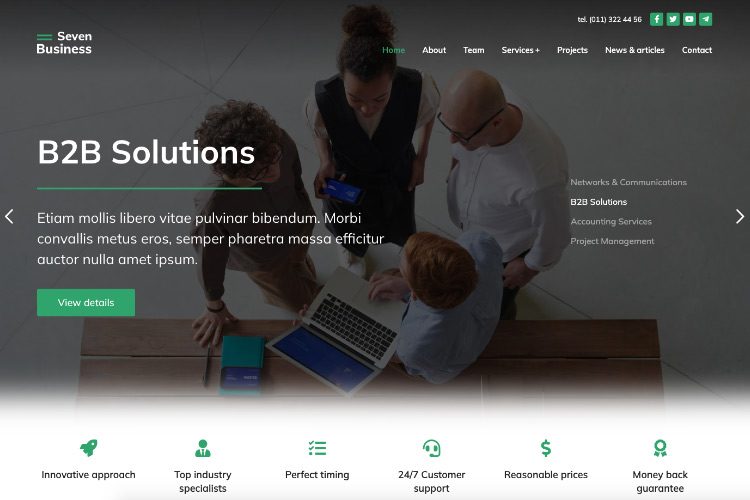 tel. (011) 322 44 56
Seven
Business
Home About Team Services + Projects News & articles Contact
B2B Solutions
Etiam mollis libero vitae pulvinar bibendum. Morbi
convallis metus eros, semper pharetra massa efficitur
auctor nulla amet ipsum.
View details
Networks & Communications
B2B Solutions
Accounting Services
Project Management
Innovative approach
Top industry
specialists
Perfect timing
24/7 Customer
support
Reasonable prices
Money back
guarantee